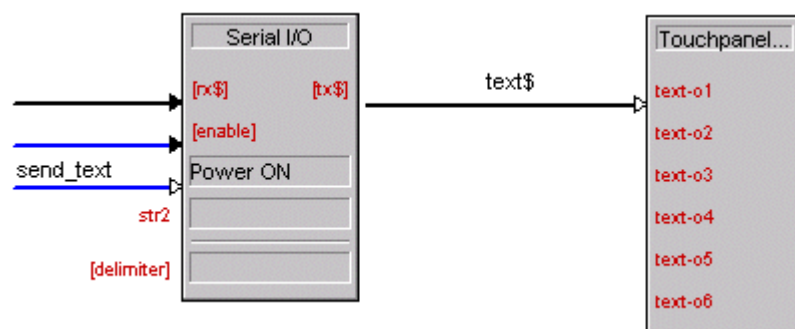 Serial I/O
[rx$] [tx$]
[enable]
send_text
Power ON
str2
[delimiter]
text$
Touchpanel...
text-o1
text-o2
text-o3
text-o4
text-o5
text-o6